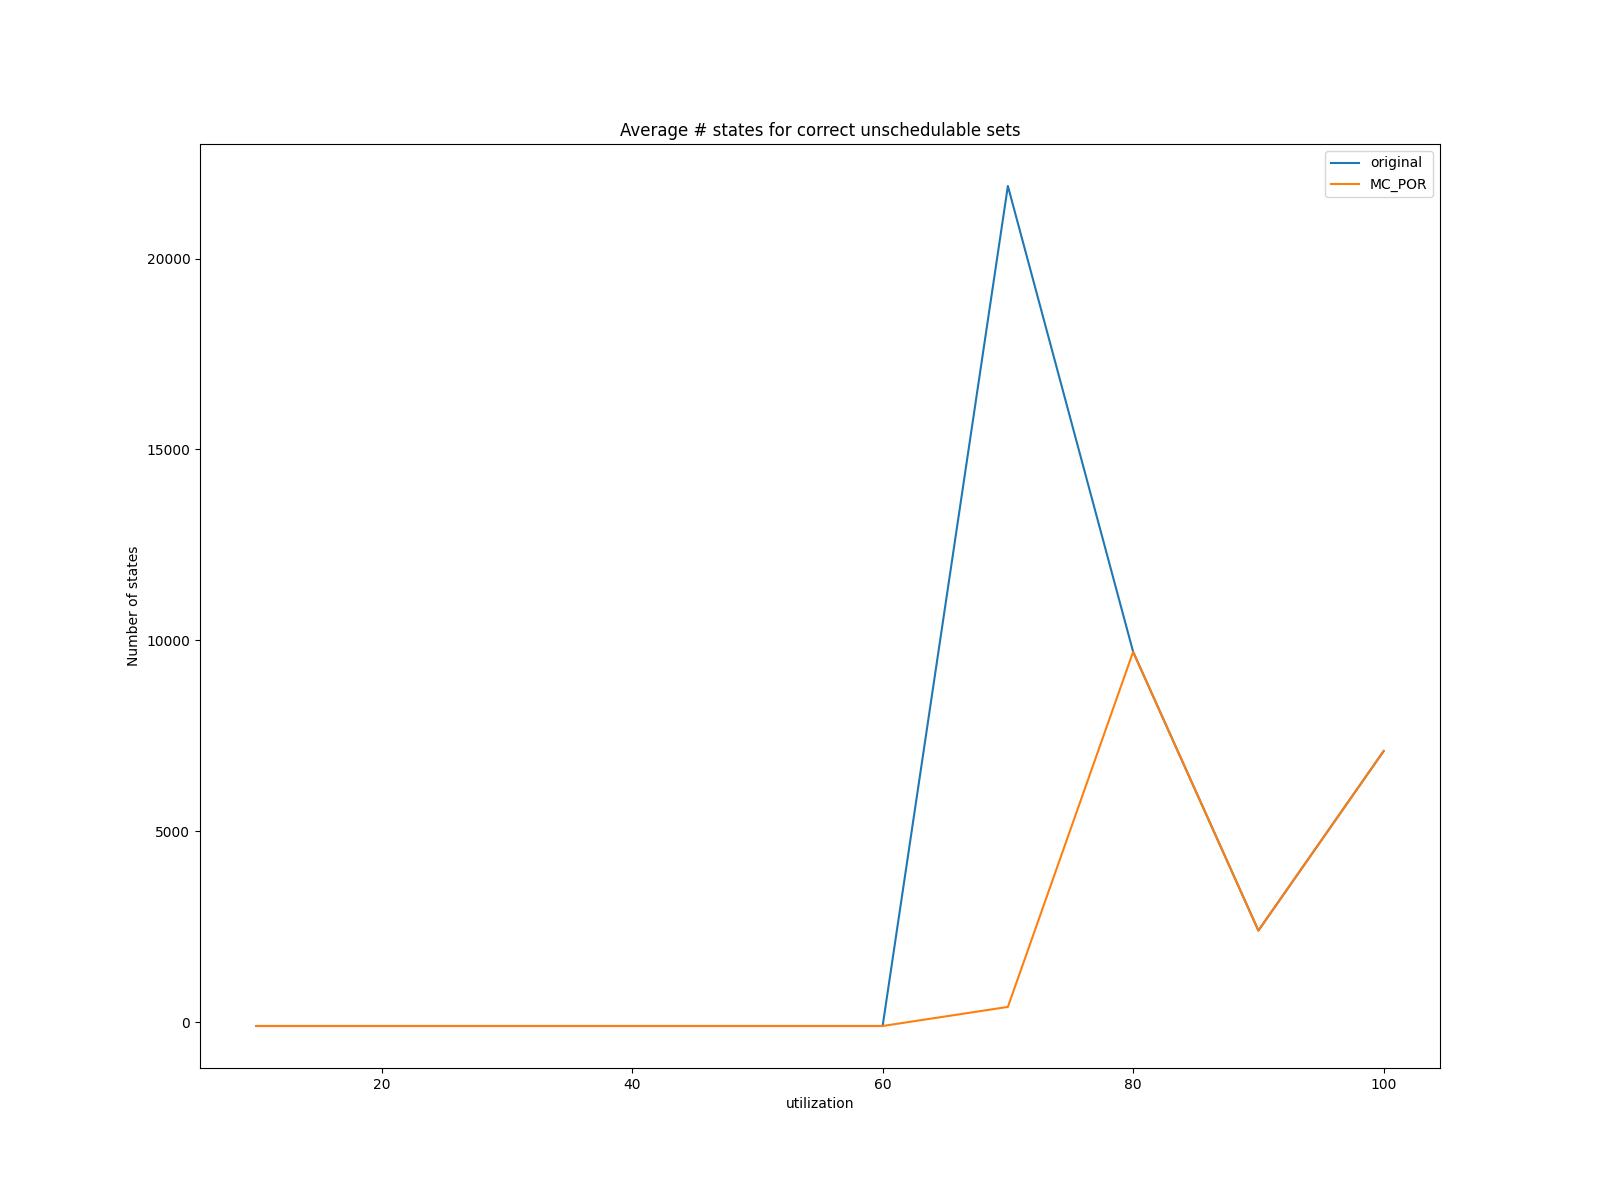 Average # states for correct unschedulable sets
original
MC_POR
20000
15000
10000
5000
0
Number of states
20
40
60
80
100
utilization